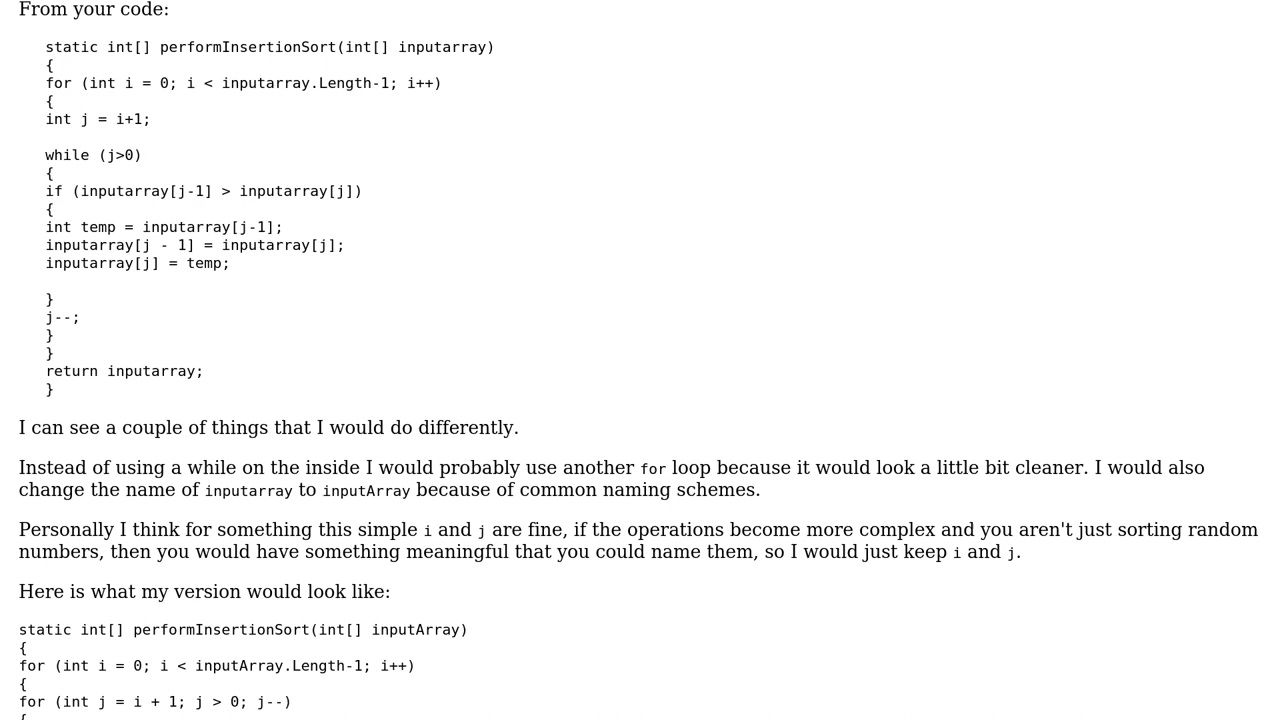 From your code:
static int[] performInsertionSort(int[] inputarray)
{
for (int i = 0; i < inputarray.Length-1; i++)
{
int j = i+1;
while (j>0)
{
if (inputarray[j-1] > inputarray[j])
{
int temp = inputarray[j-1];
inputarray[j - 1] = inputarray[j];
inputarray[j] = temp;
}
j--;
}
}
return inputarray;
}
I can see a couple of things that I would do differently.
Instead of using a while on the inside I would probably use another for loop because it would look a little bit cleaner. I would also
change the name of inputarray to inputArray because of common naming schemes.
Personally I think for something this simple i and j are fine, if the operations become more complex and you aren't just sorting random
numbers, then you would have something meaningful that you could name them, so I would just keep i and j.
Here is what my version would look like:
static int[] performInsertionSort(int[] inputArray)
{
for (int i = 0; i < inputArray.Length-1; i++)
{
for (int j = i + 1; j > 0; j--)
{